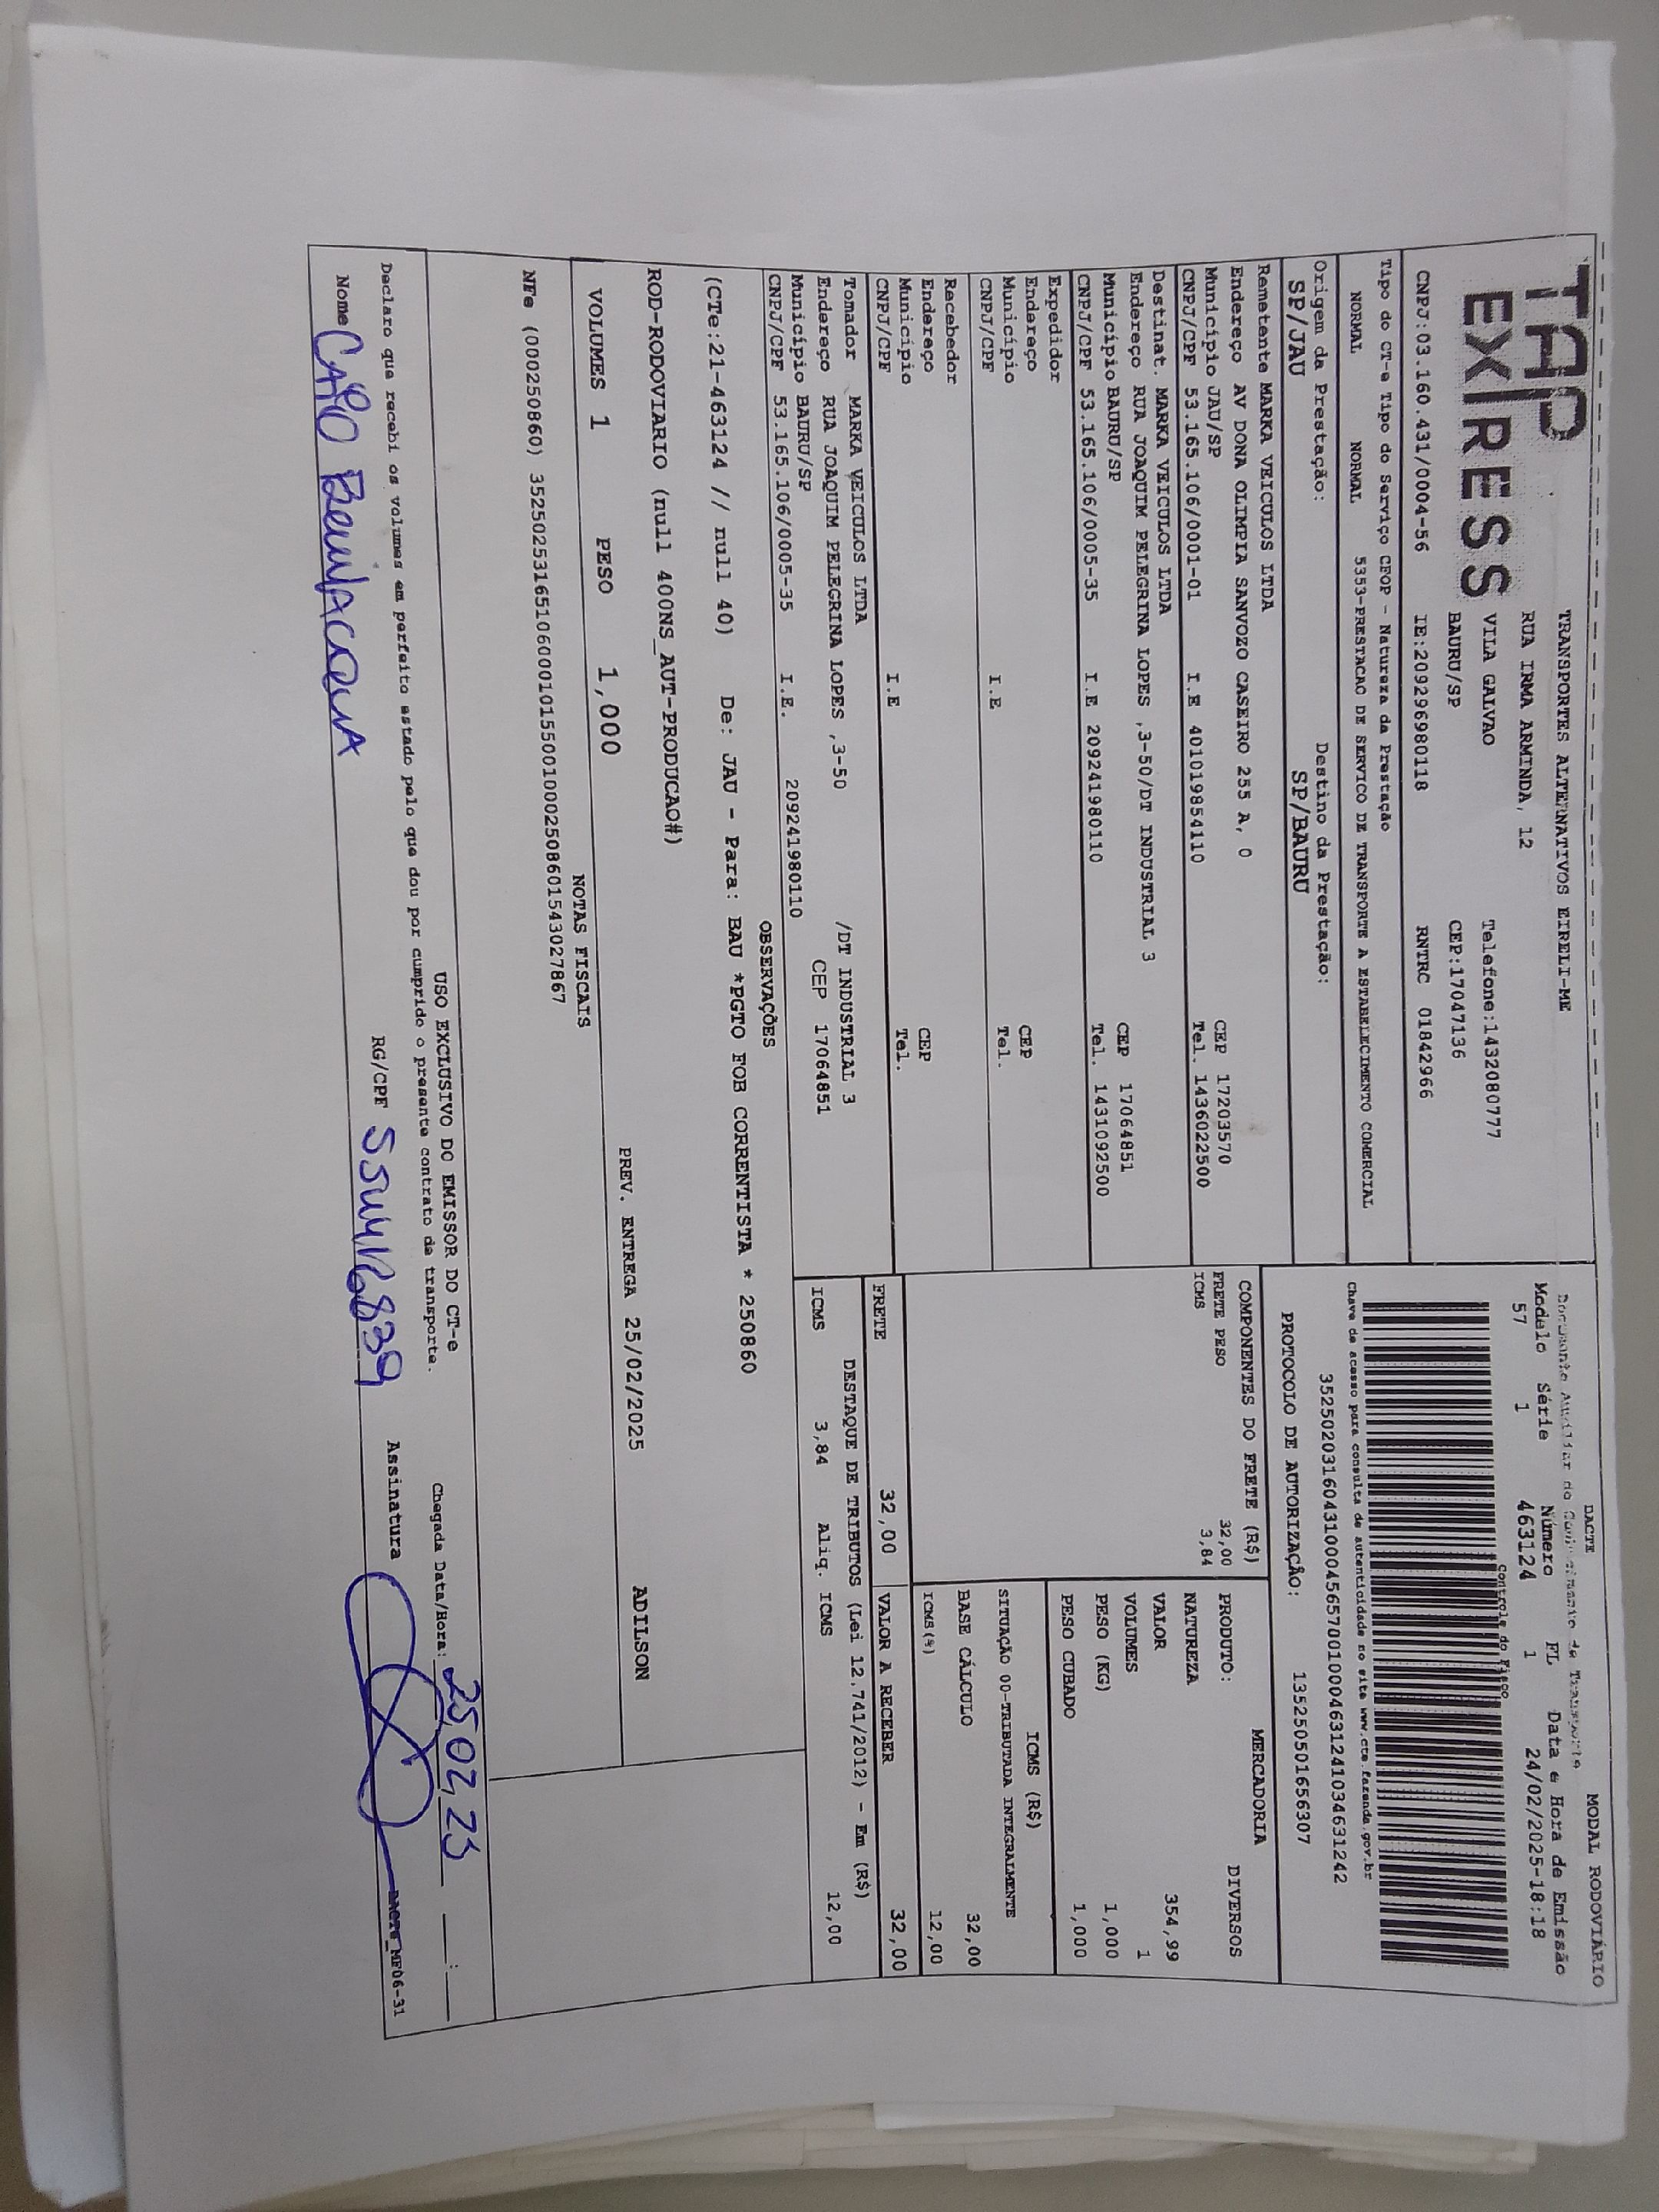 TAP
EX/RESS
TRANSPORTES ALTERNATIVOS EIRELI-ME
RUA IRMA ARMINDA, 12
VILA GALVAO Telefone:1432080777
BAURU/SP CEP:17047136
CNPJ:03.160.431/0004-56 IE:209296980118 RNTRC 01842966
DACTE MODAL RODOVIÁRIO
Documento Auxiliar do Conhecimento de Transporte
Modelo Série Número FL Data e Hora de Emissão
57 1 463124 1 24/02/2025-18:18
Controle do Fisco
Chave de acesso para consulta de autenticidade no site www.cte.fazenda.gov.br
35250203160431000456570010004631241034631242
PROTOCOLO DE AUTORIZAÇÃO: 135250501656307
Tipo do CT-e Tipo do Serviço CFOP - Natureza da Prestação
NORMAL NORMAL 5353-PRESTACAO DE SERVICO DE TRANSPORTE A ESTABELECIMENTO COMERCIAL
Origem da Prestação: Destino da Prestação:
SP/JAU SP/BAURU
Remetente MARKA VEICULOS LTDA
Endereço AV DONA OLIMPIA SANVOZO CASEIRO 255 A, 0
Município JAU/SP CEP 17203570
CNPJ/CPF 53.165.106/0001-01 I.E 401019854110 Tel. 1436022500
Destinat. MARKA VEICULOS LTDA
Endereço RUA JOAQUIM PELEGRINA LOPES ,3-50/DT INDUSTRIAL 3
Município BAURU/SP CEP 17064851
CNPJ/CPF 53.165.106/0005-35 I.E 209241980110 Tel. 1431092500
Expedidor
Endereço
Município CEP
CNPJ/CPF I.E Tel.
Recebedor
Endereço
Município CEP
CNPJ/CPF I.E Tel.
Tomador MARKA VEICULOS LTDA
Endereço RUA JOAQUIM PELEGRINA LOPES ,3-50 /DT INDUSTRIAL 3
Município BAURU/SP CEP 17064851
CNPJ/CPF 53.165.106/0005-35 I.E. 209241980110
COMPONENTES DO FRETE (R$)
FRETE PESO 32,00
ICMS 3,84
MERCADORIA
PRODUTO: DIVERSOS
NATUREZA
VALOR 354,99
VOLUMES 1
PESO (KG) 1,000
PESO CUBADO 1,000
ICMS (R$)
SITUAÇÃO 00-TRIBUTADA INTEGRALMENTE
BASE CÁLCULO 32,00
ICMS(%) 12,00
FRETE 32,00 VALOR A RECEBER 32,00
DESTAQUE DE TRIBUTOS (Lei 12.741/2012) - Em (R$)
ICMS 3,84 Aliq. ICMS 12,00
OBSERVAÇÕES
(CTe:21-463124 // null 40) De: JAU - Para: BAU *PGTO FOB CORRENTISTA * 250860
ROD-RODOVIARIO (null 400NS_AUT-PRODUCAO#)
VOLUMES 1 PESO 1,000 PREV. ENTREGA 25/02/2025 ADILSON
NOTAS FISCAIS
NFe (000250860) 35250253165106000101550010002508601543027867
USO EXCLUSIVO DO EMISSOR DO CT-e
Declaro que recebi os volumes em perfeito estado pelo que dou por cumprido o presente contrato de transporte.
Chegada Data/Hora: 25,02,25 __:__
Nome CAIO RG/CPF Assinatura
DACTE_MF06-31